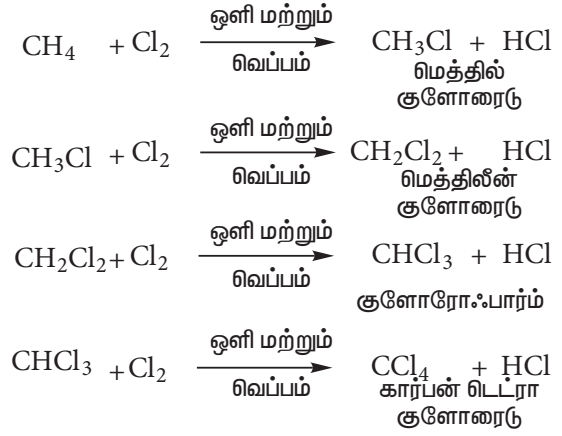 ஒளி மற்றும்
CH₄ + Cl₂ ⟶ CH₃Cl + HCl
வெப்பம் மெத்தில்
குளோரைடு
ஒளி மற்றும்
CH₃Cl + Cl₂ ⟶ CH₂Cl₂ + HCl
வெப்பம் மெத்திலீன்
குளோரைடு
ஒளி மற்றும்
CH₂Cl₂ + Cl₂ ⟶ CHCl₃ + HCl
வெப்பம்
குளோரோஃபார்ம்
ஒளி மற்றும்
CHCl₃ + Cl₂ ⟶ CCl₄ + HCl
வெப்பம் கார்பன் டெட்ரா
குளோரைடு